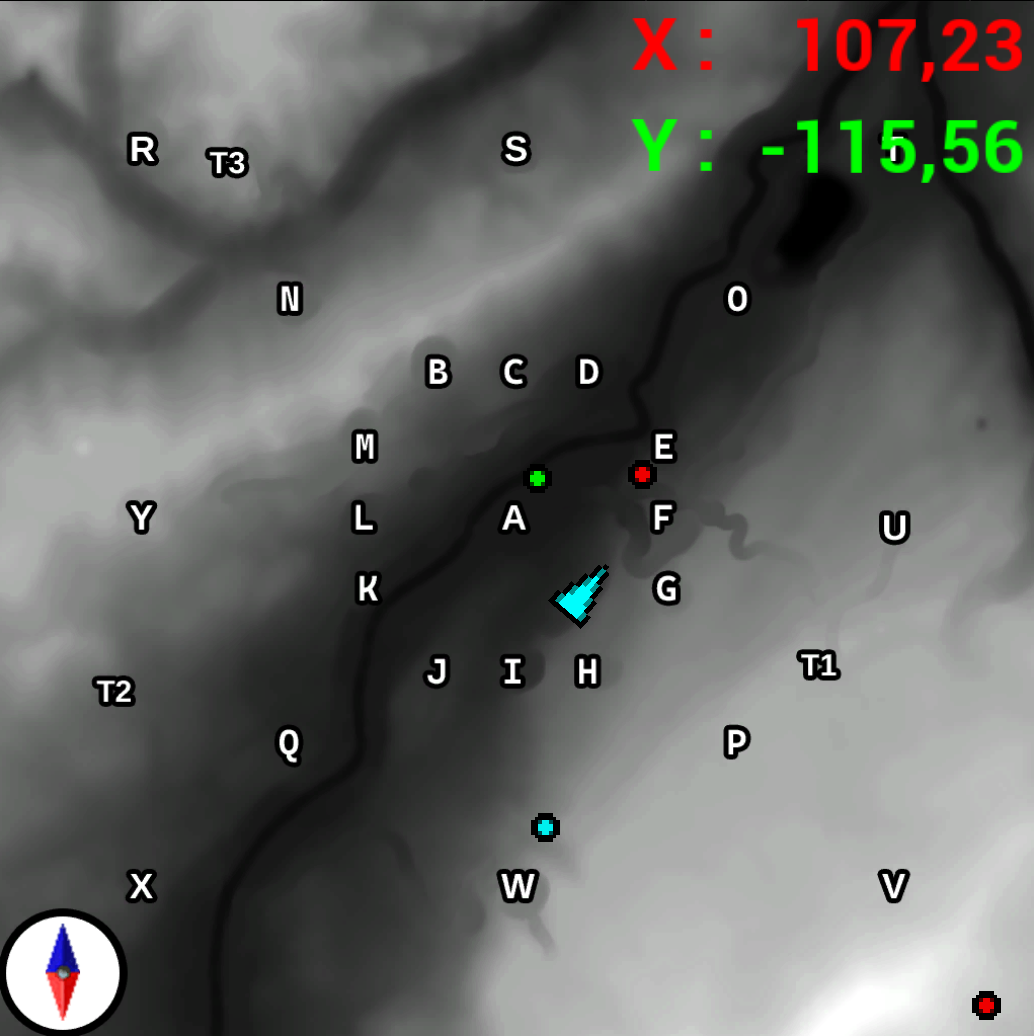 X : 107,23
Y : -115,56
R T3 S T
N O
B C D
M E
Y L A F U
K G
T2 J I H T1
Q P
X W V